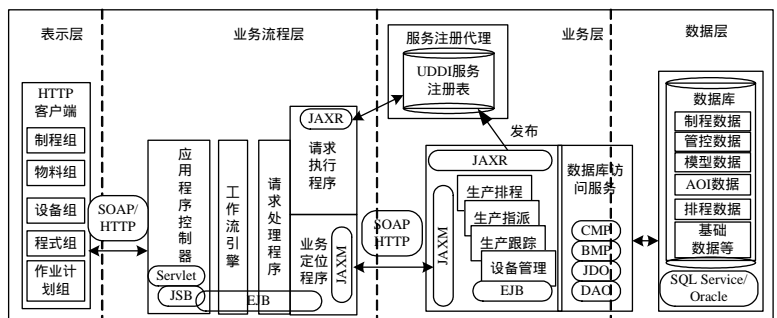 表示层
业务流程层
服务注册代理
业务层
数据层
HTTP
客户端
制程组
物料组
设备组
程式组
作业计
划组
SOAP/
HTTP
应用程序控制器
Servlet
JSB
工作流引擎
请求处理程序
EJB
JAXR
请求
执行
程序
业务
定位
程序
JAXM
UDDI服务
注册表
发布
SOAP
HTTP
JAXR
JAXM
生产排程
生产指派
生产跟踪
设备管理
EJB
数据库访
问服务
CMP
BMP
JDO
DAO
数据库
制程数据
管控数据
模型数据
AOI数据
排程数据
基础
数据等
SQL Service/
Oracle